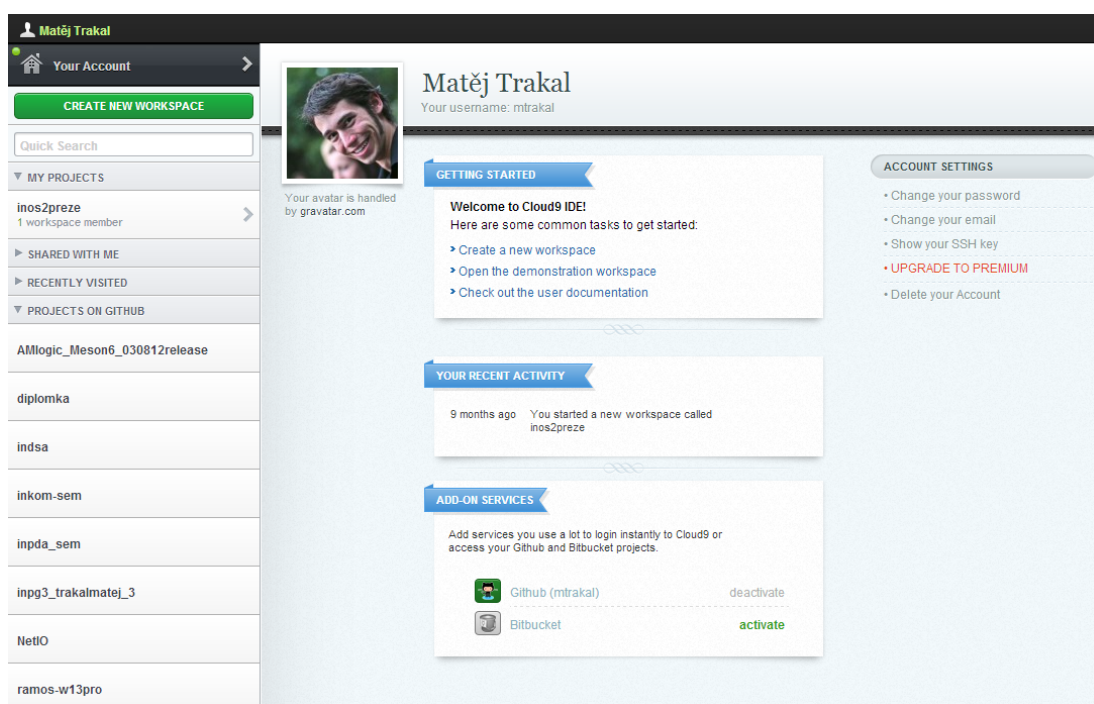 Matěj Trakal
Your Account
CREATE NEW WORKSPACE
Quick Search
MY PROJECTS
inos2preze
1 workspace member
SHARED WITH ME
RECENTLY VISITED
PROJECTS ON GITHUB
AMlogic_Meson6_030812release
diplomka
indsa
inkom-sem
inpda_sem
inpg3_trakalmatej_3
NetIO
ramos-w13pro
Matěj Trakal
Your username: mtrakal
Your avatar is handled
by gravatar.com
GETTING STARTED
Welcome to Cloud9 IDE!
Here are some common tasks to get started:
Create a new workspace
Open the demonstration workspace
Check out the user documentation
YOUR RECENT ACTIVITY
9 months ago You started a new workspace called
inos2preze
ADD-ON SERVICES
Add services you use a lot to login instantly to Cloud9 or
access your Github and Bitbucket projects.
Github (mtrakal) deactivate
Bitbucket activate
ACCOUNT SETTINGS
• Change your password
• Change your email
• Show your SSH key
• UPGRADE TO PREMIUM
• Delete your Account